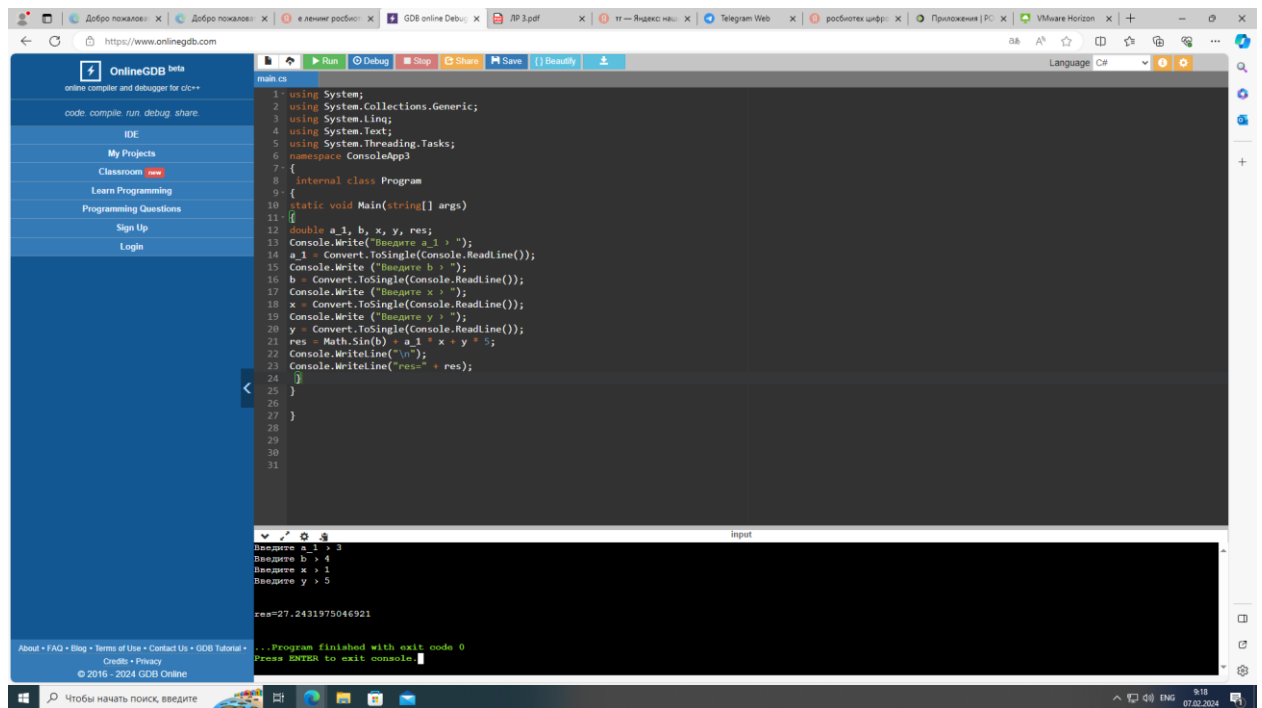 Добро пожалова
Добро пожалова
е ленинг росбиот
GDB online Debug
ЛР 3.pdf
тт — Яндекс наш
Telegram Web
росбиотех цифро
Приложения | РО
VMware Horizon
https://www.onlinegdb.com
OnlineGDB beta
online compiler and debugger for c/c++
code. compile. run. debug. share.
IDE
My Projects
Classroom new
Learn Programming
Programming Questions
Sign Up
Login
About • FAQ • Blog • Terms of Use • Contact Us • GDB Tutorial •
Credits • Privacy
© 2016 - 2024 GDB Online
Run Debug Stop Share Save {} Beautify
Language C#
main.cs
1 using System;
2 using System.Collections.Generic;
3 using System.Linq;
4 using System.Text;
5 using System.Threading.Tasks;
6 namespace ConsoleApp3
7 {
8 internal class Program
9 {
10 static void Main(string[] args)
11 {
12 double a_1, b, x, y, res;
13 Console.Write("Введите a_1 > ");
14 a_1 = Convert.ToSingle(Console.ReadLine());
15 Console.Write ("Введите b > ");
16 b = Convert.ToSingle(Console.ReadLine());
17 Console.Write ("Введите x > ");
18 x = Convert.ToSingle(Console.ReadLine());
19 Console.Write ("Введите y > ");
20 y = Convert.ToSingle(Console.ReadLine());
21 res = Math.Sin(b) + a_1 * x + y * 5;
22 Console.WriteLine("\n");
23 Console.WriteLine("res=" + res);
24 }
25 }
26
27 }
28
29
30
31
input
Введите a_1 > 3
Введите b > 4
Введите x > 1
Введите y > 5
res=27.2431975046921
...Program finished with exit code 0
Press ENTER to exit console.
Чтобы начать поиск, введите
ENG
9:18
07.02.2024